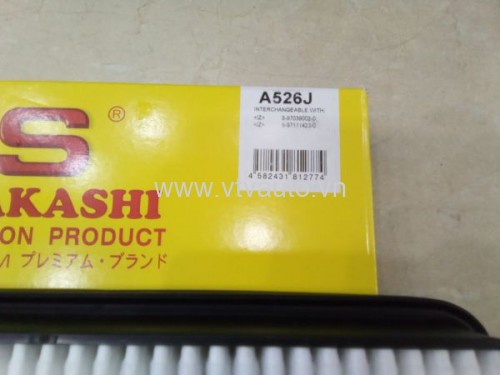 A526J
INTERCHANGEABLE WITH
S®
4 582431 812774
www.vtvauto.vn
AKASHI
ON PRODUCT
M プレミアム・ブランド